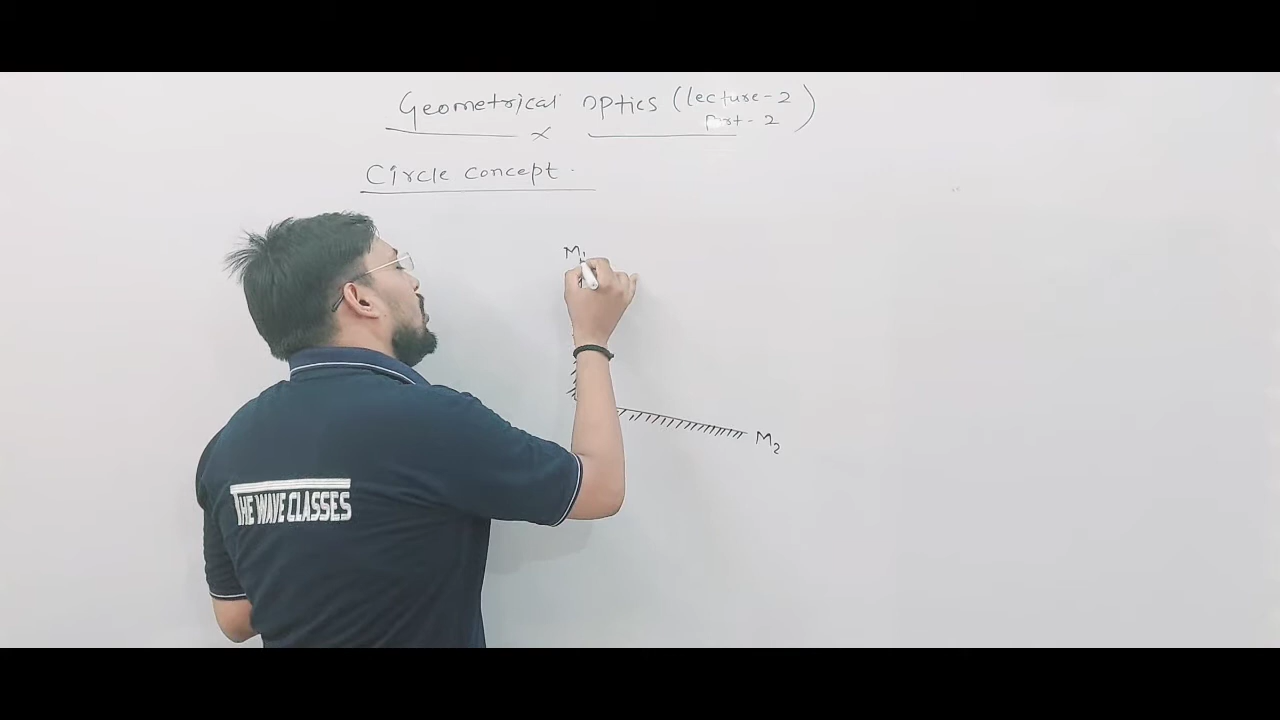 Geometrical optics (lecture-2
part-2)
Circle concept.
M1
M2
THE WAVE CLASSES